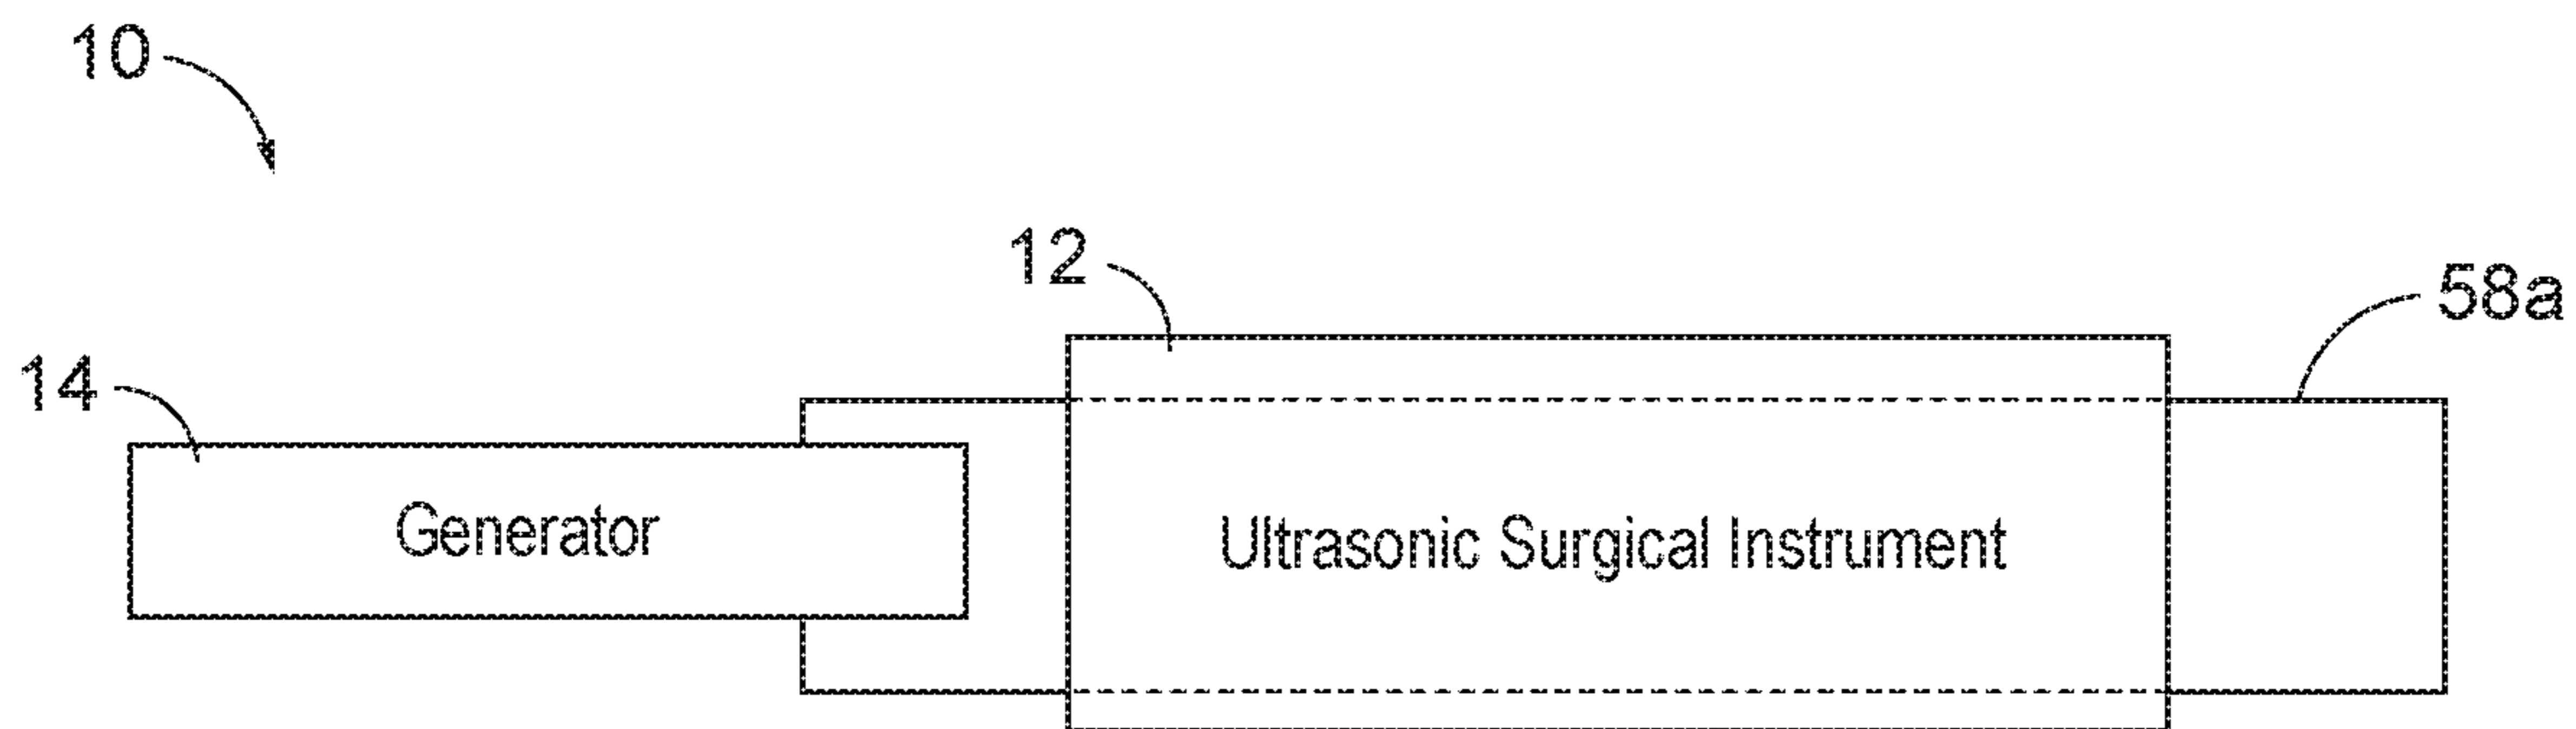 10
12
58a
14
Generator
Ultrasonic Surgical Instrument